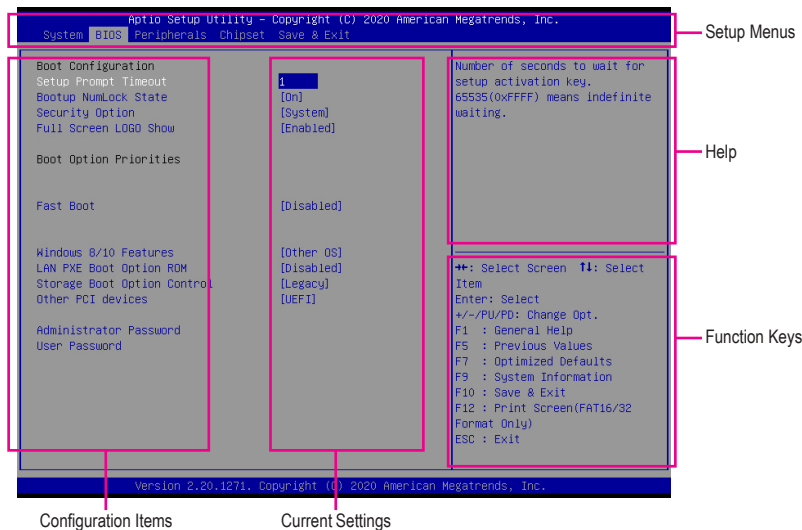 Aptio Setup Utility – Copyright (C) 2020 American Megatrends, Inc.
System BIOS Peripherals Chipset Save & Exit
Setup Menus
Boot Configuration
Setup Prompt Timeout 1
Bootup NumLock State [On]
Security Option [System]
Full Screen LOGO Show [Enabled]
Boot Option Priorities
Fast Boot [Disabled]
Windows 8/10 Features [Other OS]
LAN PXE Boot Option ROM [Disabled]
Storage Boot Option Control [Legacy]
Other PCI devices [UEFI]
Administrator Password
User Password
Number of seconds to wait for
setup activation key.
65535(0xFFFF) means indefinite
waiting.
Help
→←: Select Screen ↑↓: Select
Item
Enter: Select
+/-/PU/PD: Change Opt.
F1 : General Help
F5 : Previous Values
F7 : Optimized Defaults
F9 : System Information
F10 : Save & Exit
F12 : Print Screen(FAT16/32
Format Only)
ESC : Exit
Function Keys
Version 2.20.1271. Copyright (C) 2020 American Megatrends, Inc.
Configuration Items
Current Settings